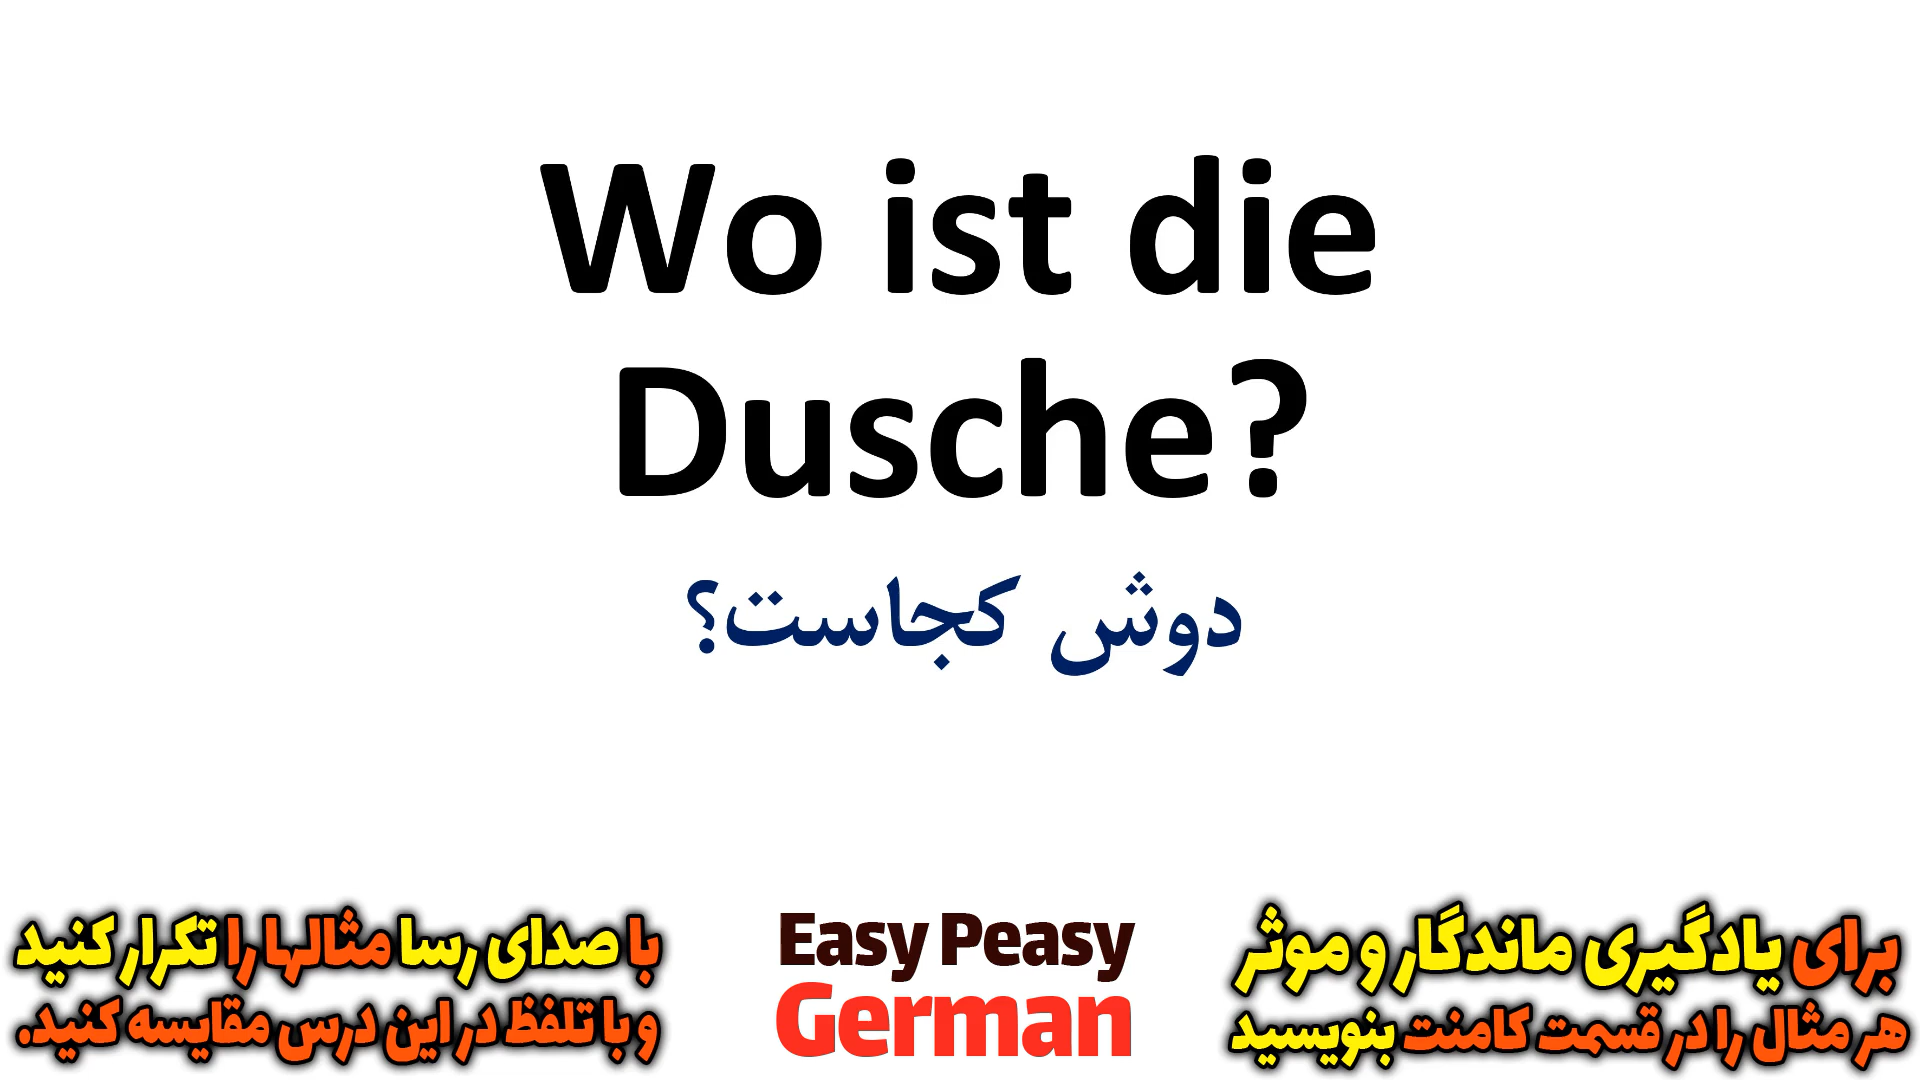 Wo ist die
Dusche?
دوش کجاست؟
برای یادگیری ماندگار و موثر
هر مثال را در قسمت کامنت بنویسید
Easy Peasy
German
با صدای رسا مثالها را تکرار کنید
و با تلفظ در این درس مقایسه کنید.